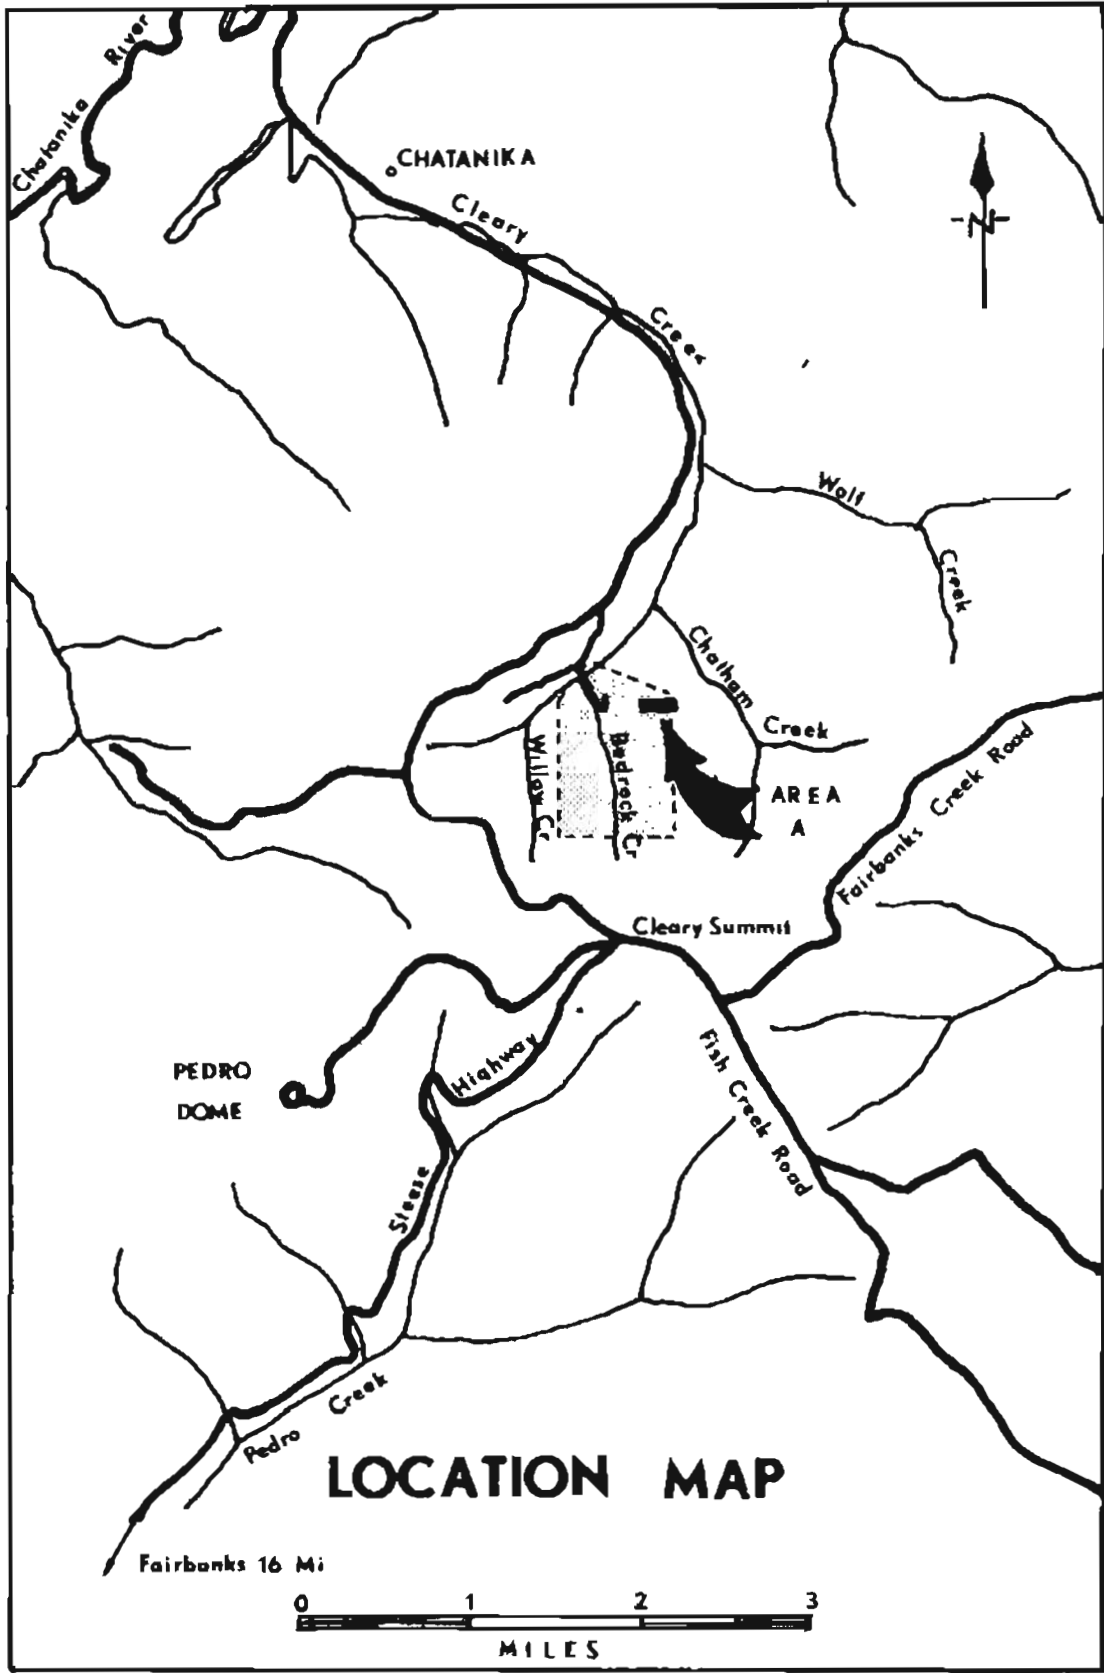 Chatanika River
CHATANIKA
Cleary Creek
N
Wolf Creek
Chatham Creek
Willow Cr
Bedrock Cr
AREA
A
Fairbanks Creek Road
Cleary Summit
PEDRO
DOME
Highway
Steese
Fish Creek Road
Pedro Creek
LOCATION MAP
Fairbanks 16 Mi
0 1 2 3
MILES